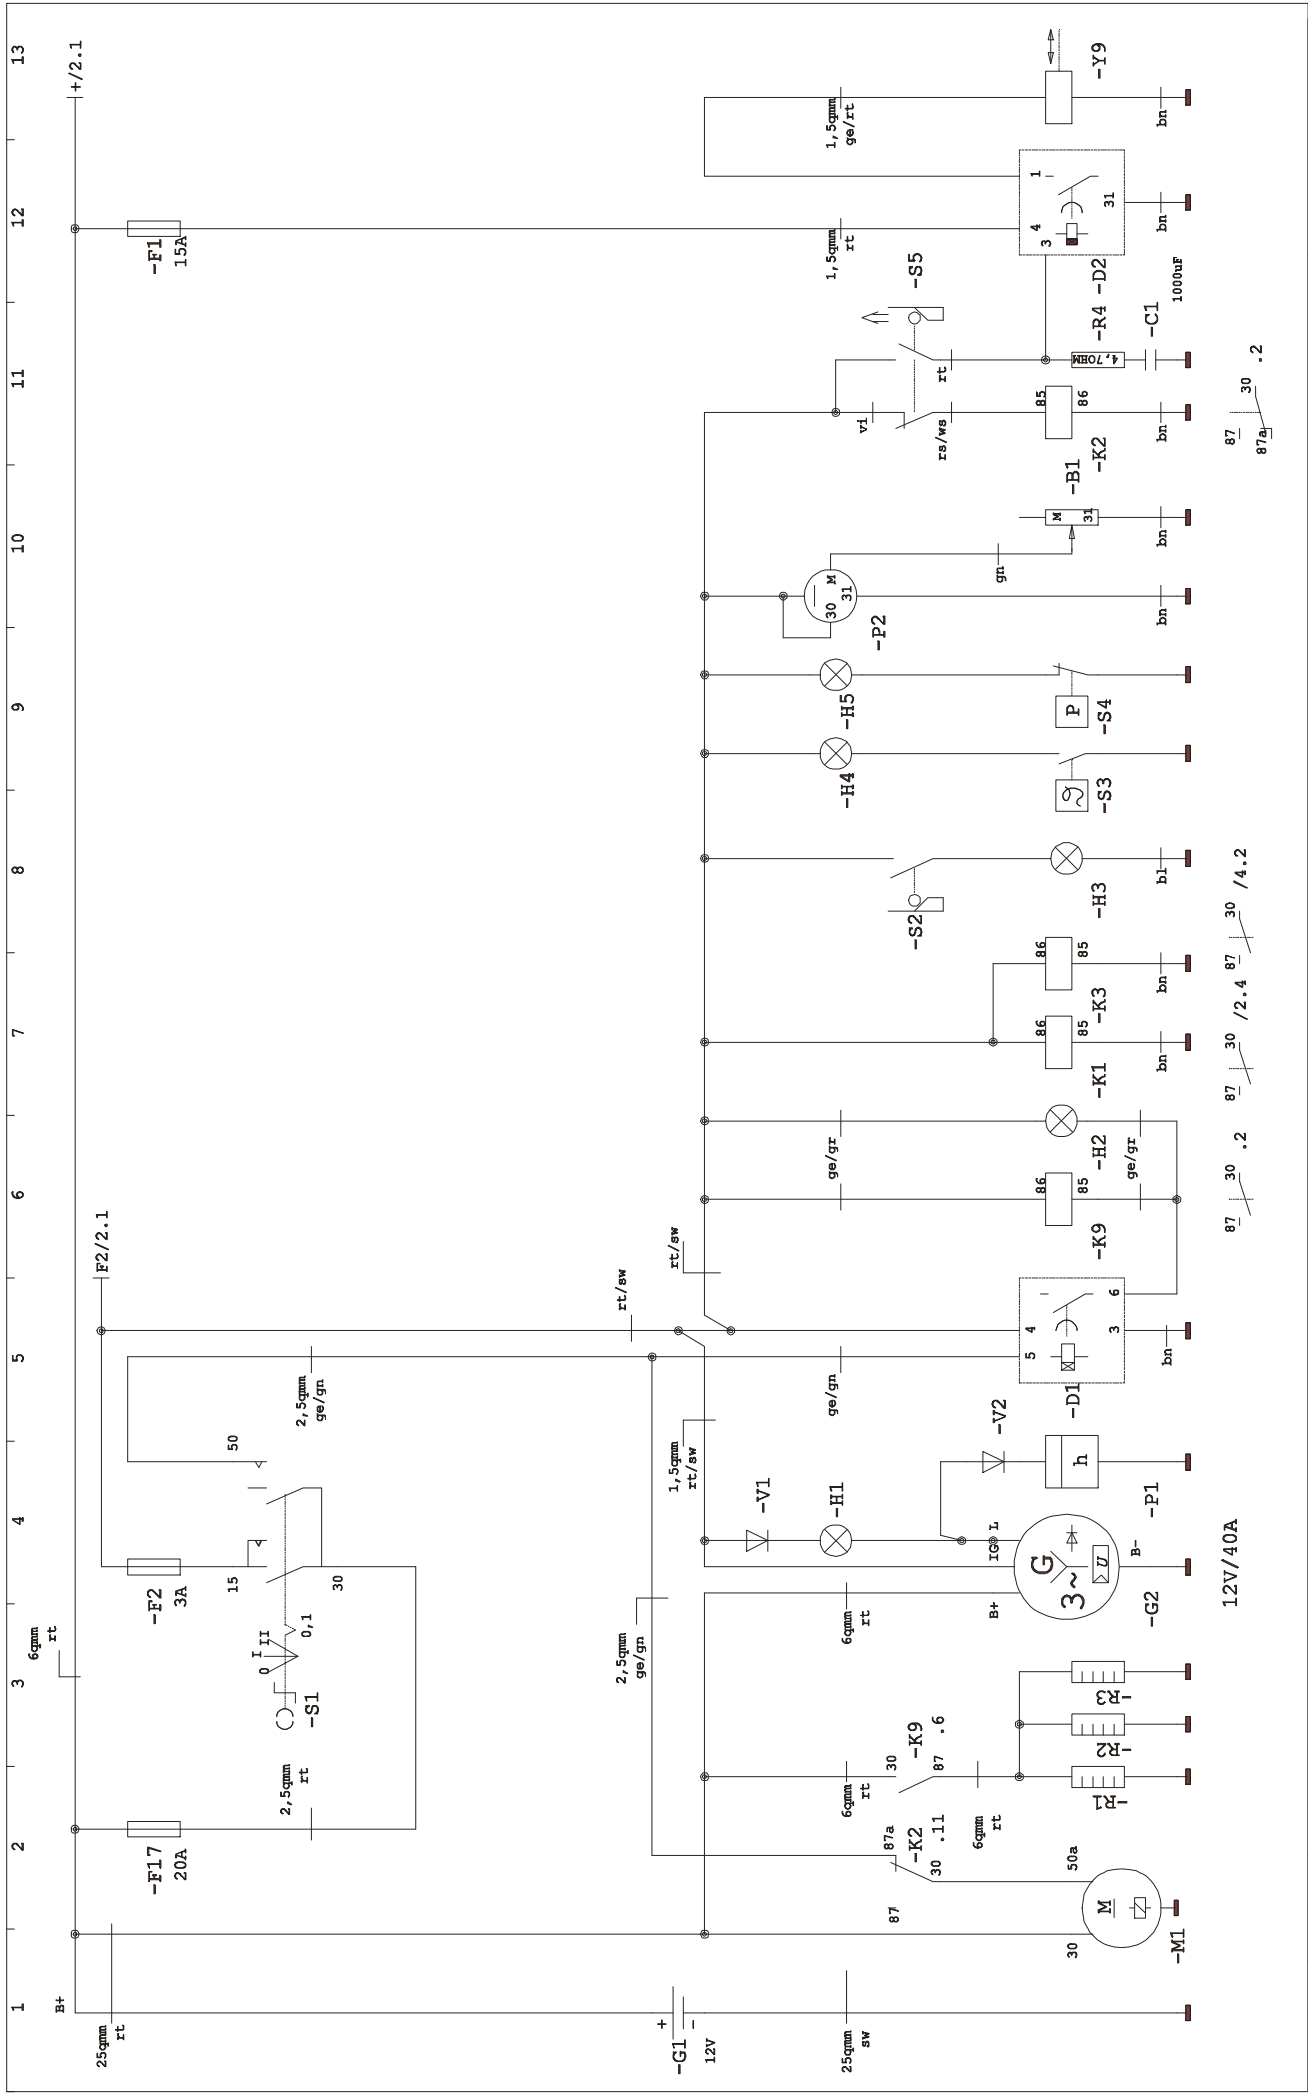 1
2
3
4
5
6
7
8
9
10
11
12
13
B+
25qmm
rt
+
-
-G1
12V
25qmm
sw
-F17
20A
2,5qmm
rt
6qmm
rt
-F2
3A
15
30
50
0
I
II
0,1
-S1
2,5qmm
ge/gn
F2/2.1
rt/sw
rt/sw
1,5qmm
rt/sw
2,5qmm
ge/gn
ge/gn
87
87a
30
-K2
.11
30
50a
M
-M1
6qmm
rt
30
87
-K9
.6
6qmm
rt
-R1
-R2
-R3
6qmm
rt
B+
IG
L
G
3~
U
B-
-G2
12V/40A
-V1
-H1
-V2
h
-P1
5
4
3
6
-D1
bn
ge/gr
86
85
-K9
ge/gr
87
30
.2
ge/gr
-H2
86
85
-K1
bn
87
30
/2.4
86
85
-K3
bn
87
30
/4.2
-S2
-H3
bl
-H4
-S3
-H5
P
-S4
30
M
31
-P2
bn
gn
M
31
-B1
bn
vi
rs/ws
85
86
-K2
bn
87
87a
30
.2
-S5
rt
4,7OHM
-R4
-C1
1000uF
-F1
15A
1,5qmm
rt
3
4
1
31
-D2
bn
1,5qmm
ge/rt
-Y9
bn
+/2.1